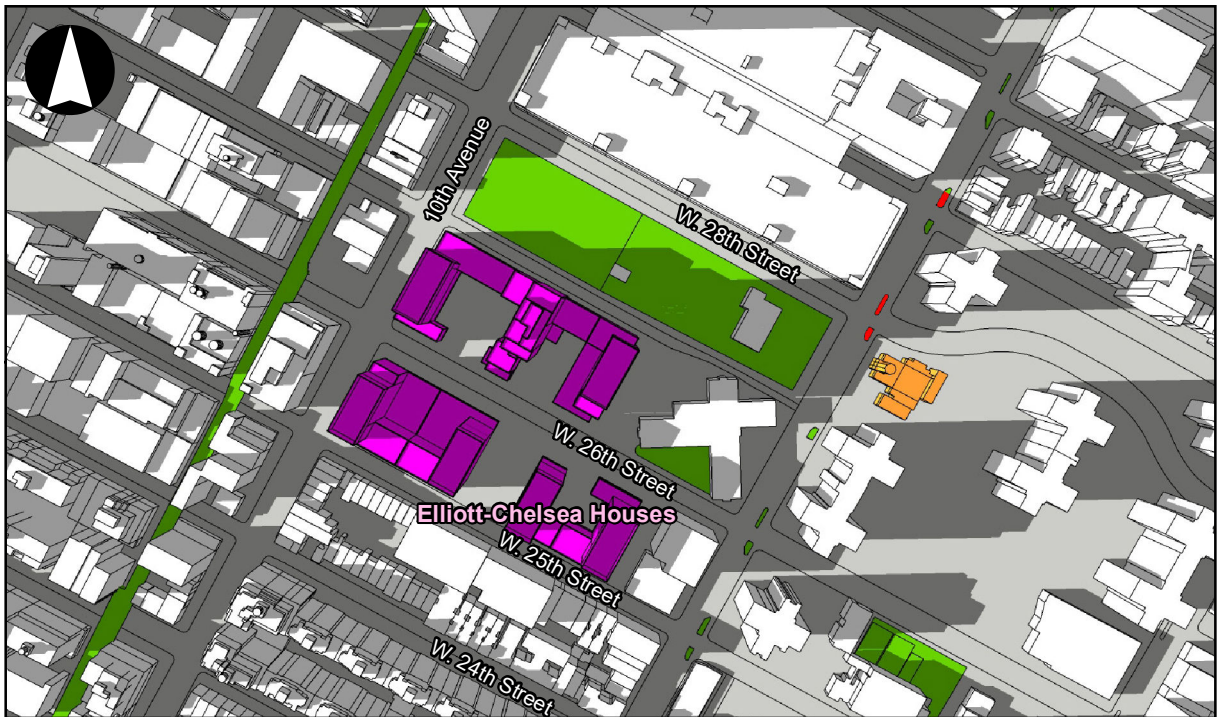 10th Avenue
W. 28th Street
W. 26th Street
Elliott-Chelsea Houses
W. 25th Street
W. 24th Street